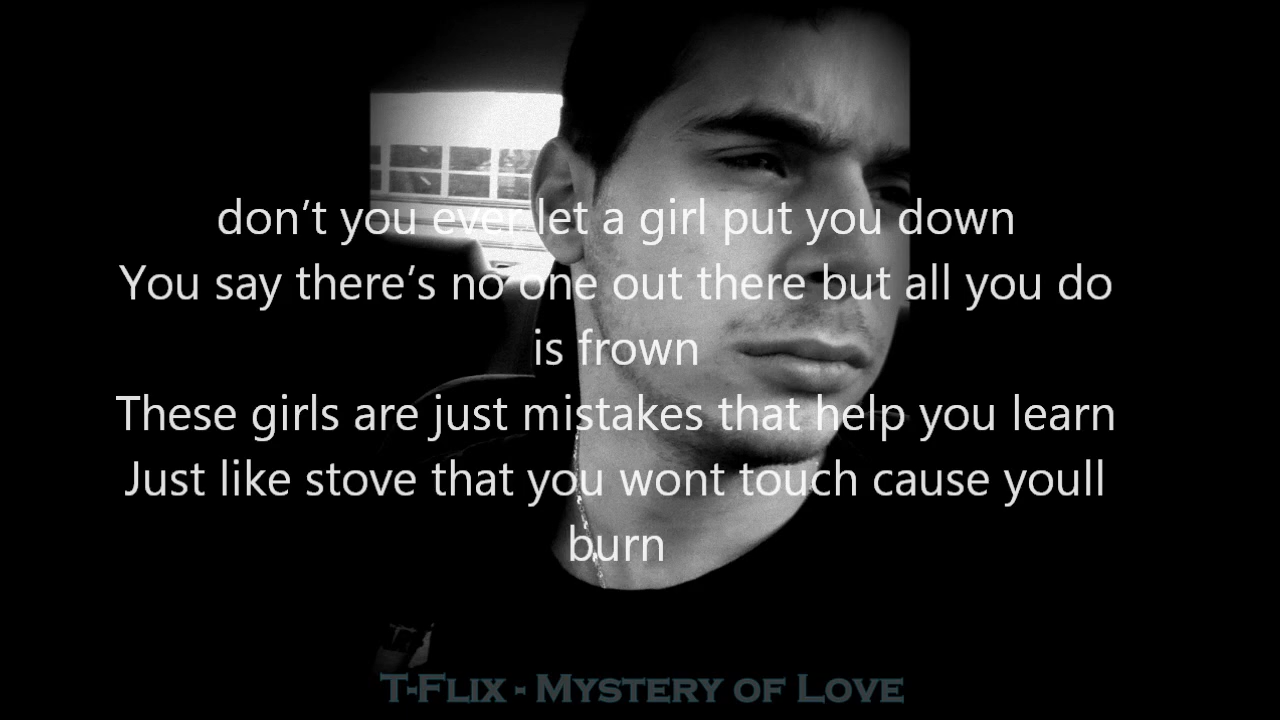 don’t you ever let a girl put you down
You say there’s no one out there but all you do
is frown
These girls are just mistakes that help you learn
Just like stove that you wont touch cause youll
burn
T-Flix - Mystery of Love